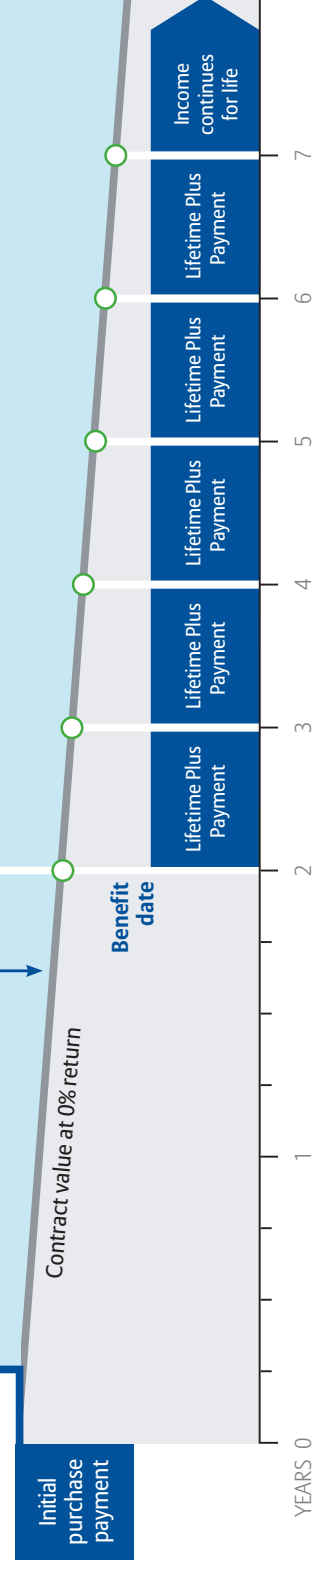 Initial
purchase
payment
Contract value at 0% return
Benefit
date
Lifetime Plus
Payment
Lifetime Plus
Payment
Lifetime Plus
Payment
Lifetime Plus
Payment
Lifetime Plus
Payment
Income
continues
for life
YEARS 0 1 2 3 4 5 6 7